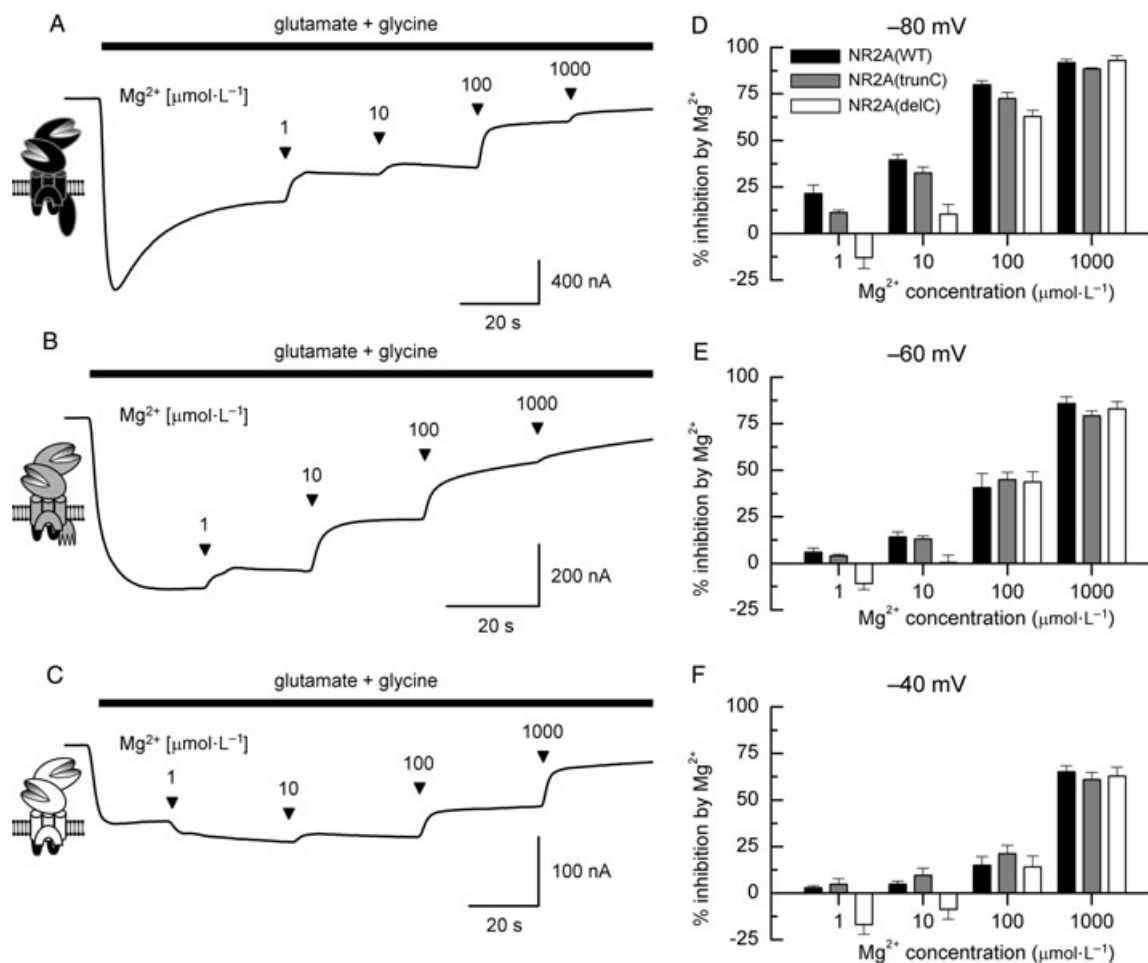 A
glutamate + glycine
Mg²⁺ [µmol·L⁻¹]
1
10
100
1000
400 nA
20 s
B
glutamate + glycine
Mg²⁺ [µmol·L⁻¹]
1
10
100
1000
200 nA
20 s
C
glutamate + glycine
Mg²⁺ [µmol·L⁻¹]
1
10
100
1000
100 nA
20 s
D
–80 mV
% inhibition by Mg²⁺
100
75
50
25
0
-25
NR2A(WT)
NR2A(trunC)
NR2A(delC)
1 10 100 1000
Mg²⁺ concentration (µmol·L⁻¹)
E
–60 mV
% inhibition by Mg²⁺
100
75
50
25
0
-25
1 10 100 1000
Mg²⁺ concentration (µmol·L⁻¹)
F
–40 mV
% inhibition by Mg²⁺
100
75
50
25
0
-25
1 10 100 1000
Mg²⁺ concentration (µmol·L⁻¹)